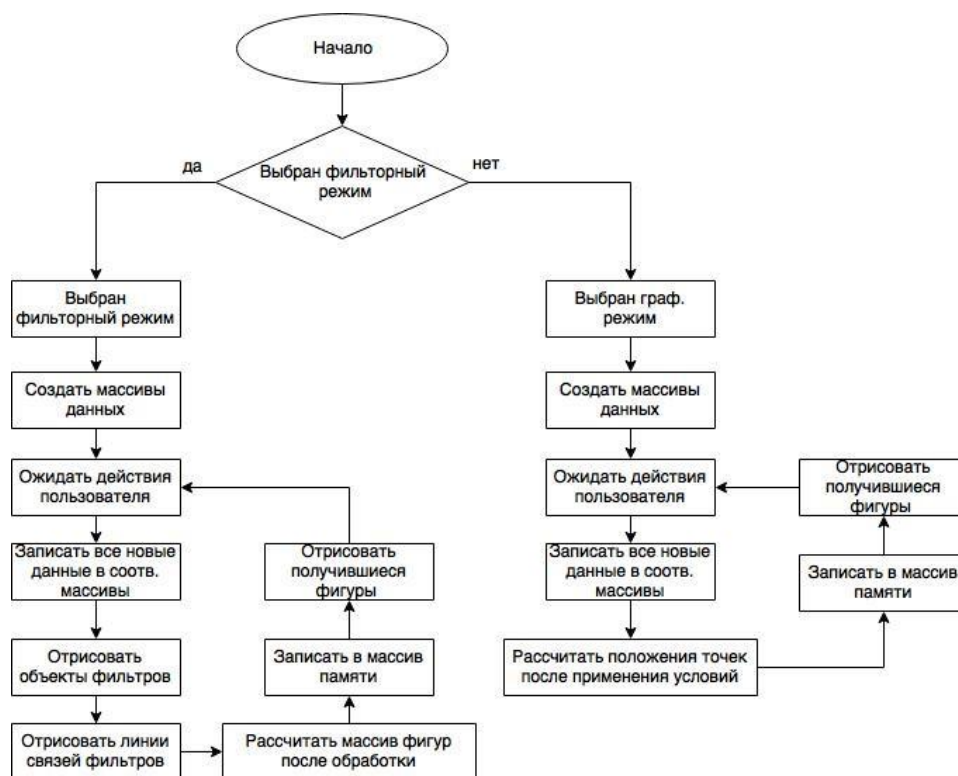 Начало
да
Выбран фильторный
режим
нет
Выбран
фильторный режим
Создать массивы
данных
Ожидать действия
пользователя
Записать все новые
данные в соотв.
массивы
Отрисовать
объекты фильтров
Отрисовать линии
связей фильтров
Рассчитать массив фигур
после обработки
Записать в массив
памяти
Отрисовать
получившиеся
фигуры
Выбран граф.
режим
Создать массивы
данных
Ожидать действия
пользователя
Записать все новые
данные в соотв.
массивы
Рассчитать положения точек
после применения условий
Записать в массив
памяти
Отрисовать
получившиеся
фигуры